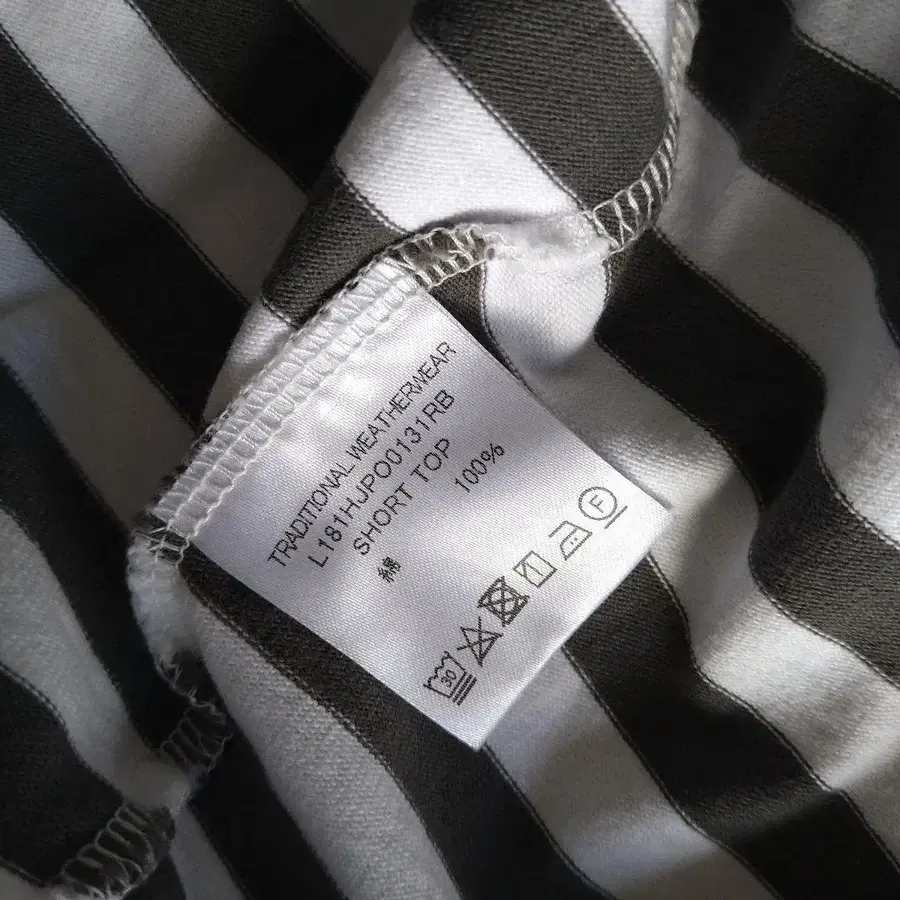 TRADITIONAL WEATHERWEAR
L181HJPO0131RB
SHORT TOP
綿 100%
30
F